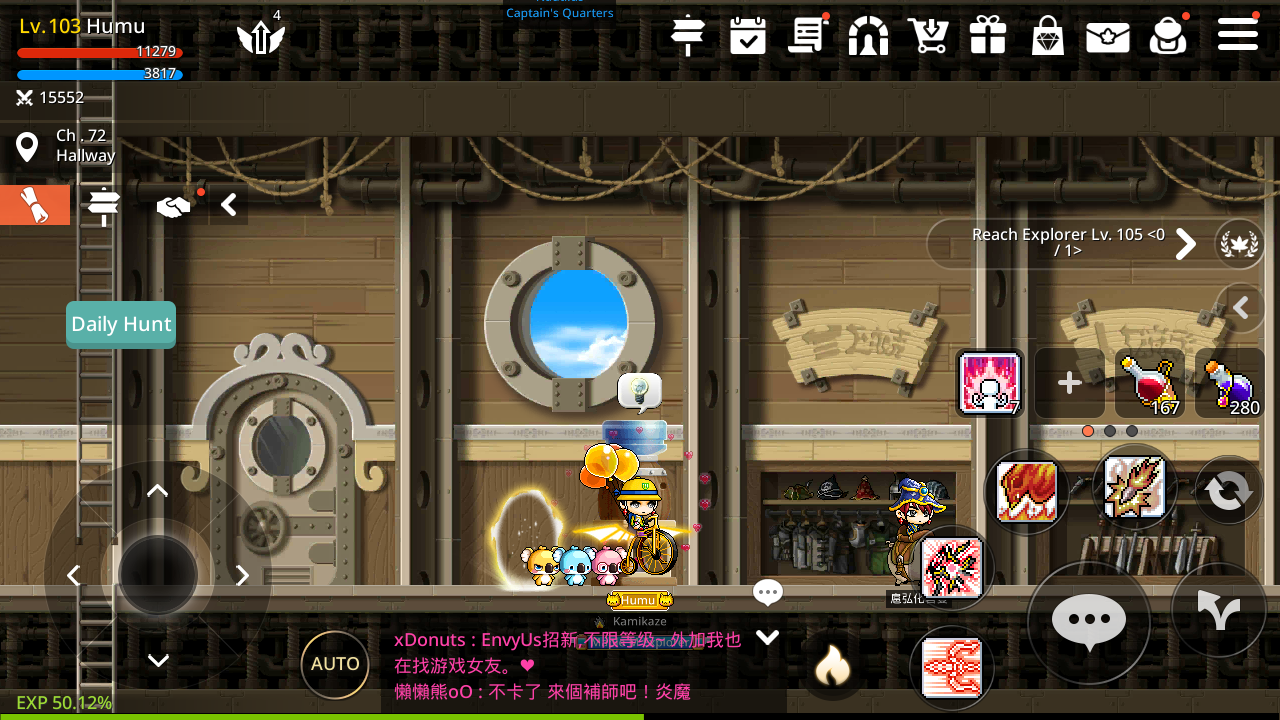 Lv.103 Humu
4
Captain's Quarters
11279
3817
15552
Ch . 72
Hallway
Reach Explorer Lv. 105 <0
/ 1>
Daily Hunt
7
167
280
Humu
Kamikaze
AUTO
xDonuts : EnvyUs招新 不限等级~ 外加我也
在找游戏女友。♥
懒懒熊oO : 不卡了 來個補師吧！炎魔
EXP 50.12%